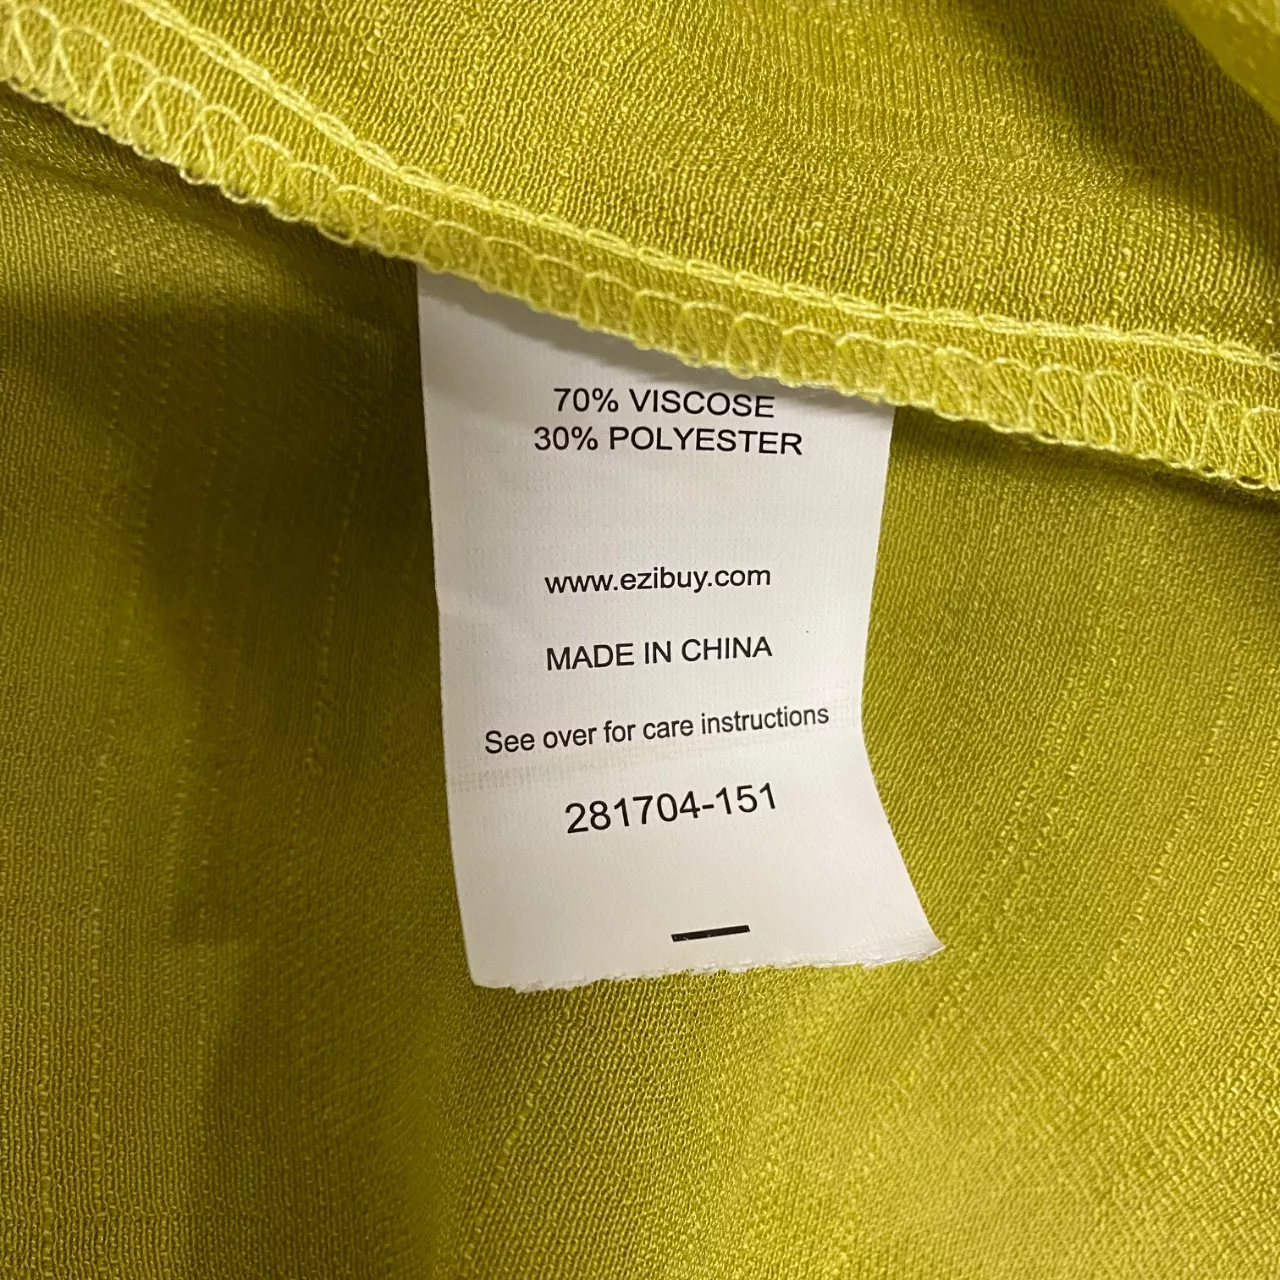 70% VISCOSE
30% POLYESTER
www.ezibuy.com
MADE IN CHINA
See over for care instructions
281704-151